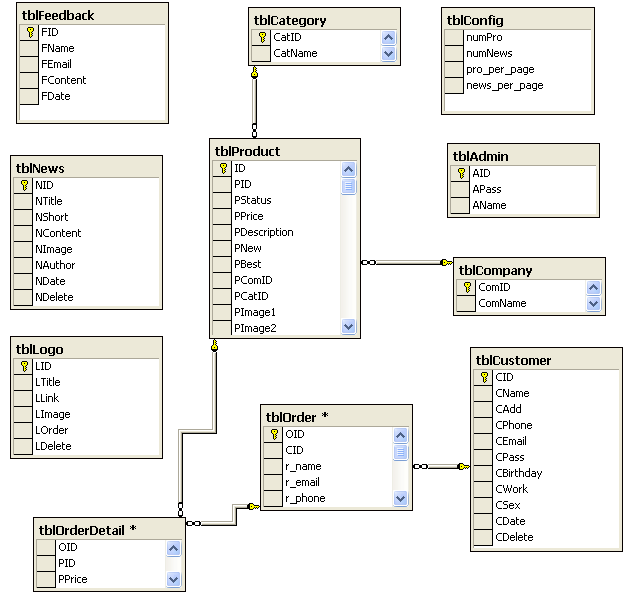 tblFeedback
FID
FName
FEmail
FContent
FDate
tblCategory
CatID
CatName
tblConfig
numPro
numNews
pro_per_page
news_per_page
tblNews
NID
NTitle
NShort
NContent
NImage
NAuthor
NDate
NDelete
tblProduct
ID
PID
PStatus
PPrice
PDescription
PNew
PBest
PComID
PCatID
PImage1
PImage2
tblAdmin
AID
APass
AName
tblCompany
ComID
ComName
tblLogo
LID
LTitle
LLink
LImage
LOrder
LDelete
tblOrder *
OID
CID
r_name
r_email
r_phone
tblCustomer
CID
CName
CAdd
CPhone
CEmail
CPass
CBirthday
CWork
CSex
CDate
CDelete
tblOrderDetail *
OID
PID
PPrice